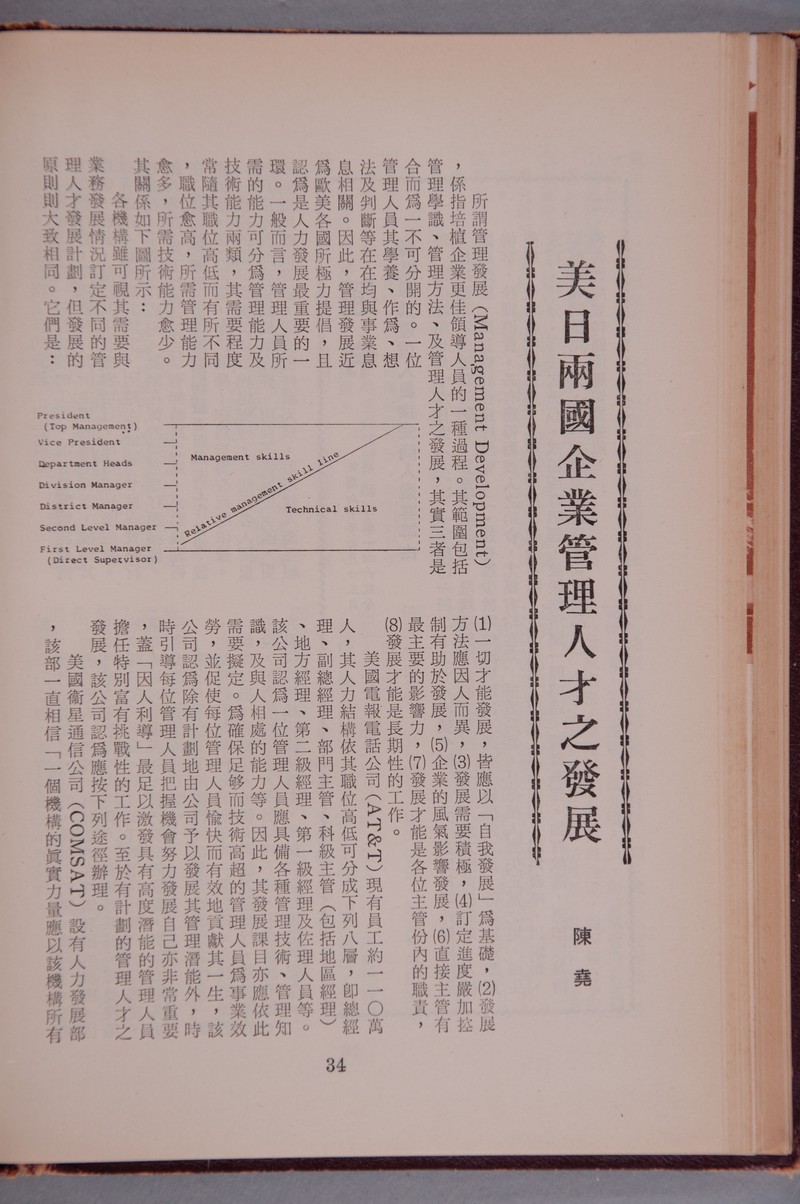 美日兩國企業管理人才之發展
陳堯
所謂管理發展（Management Development）
，係指培植企業更佳領導人員的一種過程。其範圍包括
管理學識、管理方法、及管理人才之發展，其實三者是
合而爲一不可分開的。一位
管理人員其學養、作爲、想
法及判斷等在在均與事業息
息相關。因此，管理發展近
爲歐美各國所極力提倡，且
認爲是人力發展最重要的一
環。一般而言，管理人員所
需的能力可分爲管理能力及
技術能力兩類，其需要程度
常隨其職位高低而有所不同
，職位愈高，所需管理能力
愈多，所需技術能力愈少。
其關係如下圖所示：
各機構雖可視其需要與
業務發展情況訂定不同的管
理人才發展計劃，但發展的
原則則大致相同。它們是：
President
(Top Management)
Vice President
Department Heads
Division Manager
District Manager
Second Level Manager
First Level Manager
(Direct Supervisor)
Management skills
Relative management skill line
Technical skills
⑴一切才能發展，皆應以「自我發展」爲基礎，⑵發展
方法應因人而異，⑶發展需要積極，⑷訂定進度嚴加控
制有助於發展，⑸企業的風氣影響發展，⑹直接主管有
最主要的影響力，⑺發展才能是各位主管份內的職責，
⑻發展才能是長期性的工作。
美國電報電話公司（AT&T）現有員工約一一〇萬
人，其人力結構依其職位高低可分成下列八層，卽總經
理、副總經理、部門主管、科級主管（包括地區經理）
、地方經理、第二級經理、第一級經理及佐理人員等。
該公司認爲一位管理人員應具備各種管理技術、管理知
識，及與人相處的能力等。因此，其發展課目亦應依此
需要擬定。爲確保足够而技術高超的管理人員爲事業效
勞，並促使每位管理人員愉快而有效地貢獻其一生，該
公司認爲除有計劃地由公司予以發展其管理潛能外，時
時引導每位管理人員把握機會努力發展自己亦非常重要
，蓋「因人利導」最足以激發具有高度潛能的管理人員
擔任特別富有挑戰性的工作。至於有計劃的管理人才之
發展，該公司認爲應按下列途徑辦理。
美國衛星通信公司（COMSAT）設有人力發展部
，該部一直相信「一個機構的眞實力量應以該機構所有
34